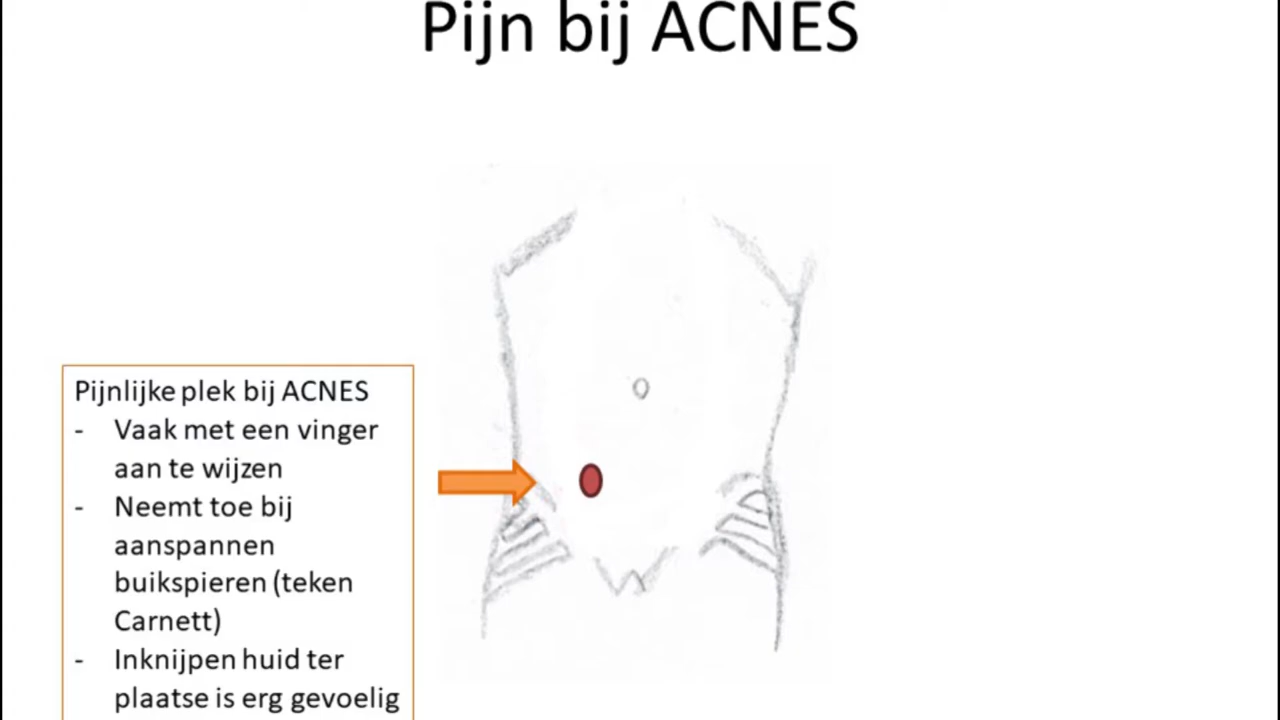 Pijn bij ACNES
Pijnlijke plek bij ACNES
- Vaak met een vinger
aan te wijzen
- Neemt toe bij
aanspannen
buikspieren (teken
Carnett)
- Inknijpen huid ter
plaatse is erg gevoelig